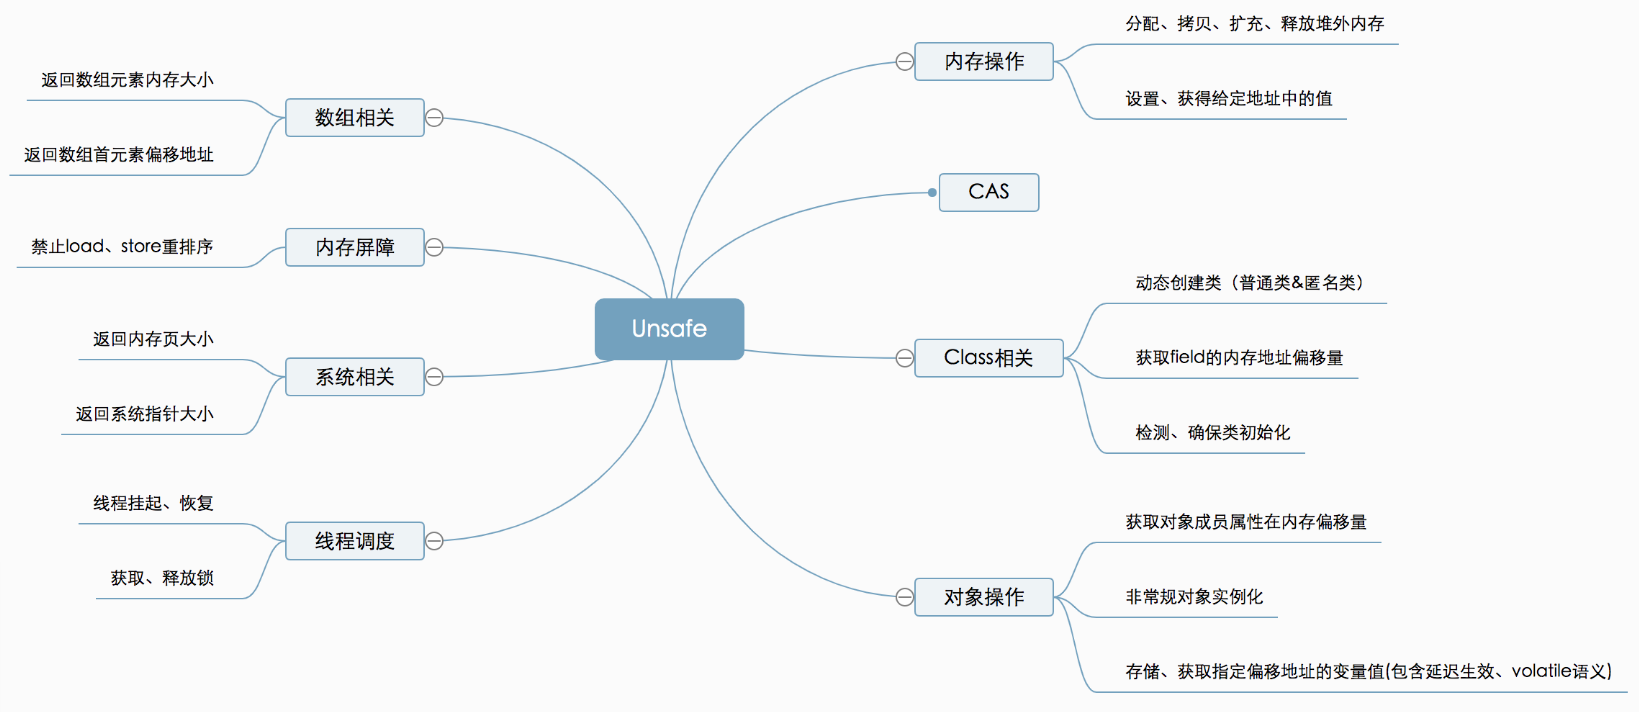 Unsafe
内存操作
分配、拷贝、扩充、释放堆外内存
设置、获得给定地址中的值
CAS
Class相关
动态创建类（普通类&匿名类）
获取field的内存地址偏移量
检测、确保类初始化
对象操作
获取对象成员属性在内存偏移量
非常规对象实例化
存储、获取指定偏移地址的变量值(包含延迟生效、volatile语义)
数组相关
返回数组元素内存大小
返回数组首元素偏移地址
内存屏障
禁止load、store重排序
系统相关
返回内存页大小
返回系统指针大小
线程调度
线程挂起、恢复
获取、释放锁